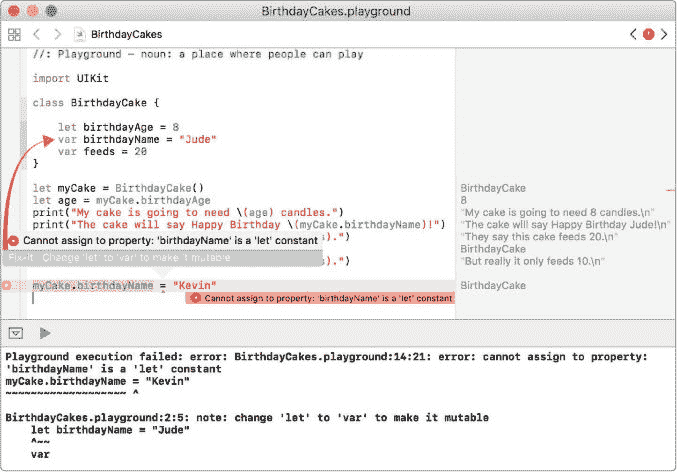 BirthdayCakes.playground
BirthdayCakes
//: Playground – noun: a place where people can play
import UIKit
class BirthdayCake {
let birthdayAge = 8
var birthdayName = "Jude"
var feeds = 20
}
let myCake = BirthdayCake()
BirthdayCake
let age = myCake.birthdayAge
8
print("My cake is going to need \(age) candles.")
"My cake is going to need 8 candles.\n"
print("The cake will say Happy Birthday \(myCake.birthdayName)!")
"The cake will say Happy Birthday Jude!\n"
Cannot assign to property: 'birthdayName' is a 'let' constant
s).")
"They say this cake feeds 20.\n"
Fix-it Change 'let' to 'var' to make it mutable
BirthdayCake
s).")
"But really it only feeds 10.\n"
myCake.birthdayName = "Kevin"
BirthdayCake
Cannot assign to property: 'birthdayName' is a 'let' constant
Playground execution failed: error: BirthdayCakes.playground:14:21: error: cannot assign to property:
'birthdayName' is a 'let' constant
myCake.birthdayName = "Kevin"
~~~~~~~~~~~~~~~~~~~ ^
BirthdayCakes.playground:2:5: note: change 'let' to 'var' to make it mutable
let birthdayName = "Jude"
^~~
var